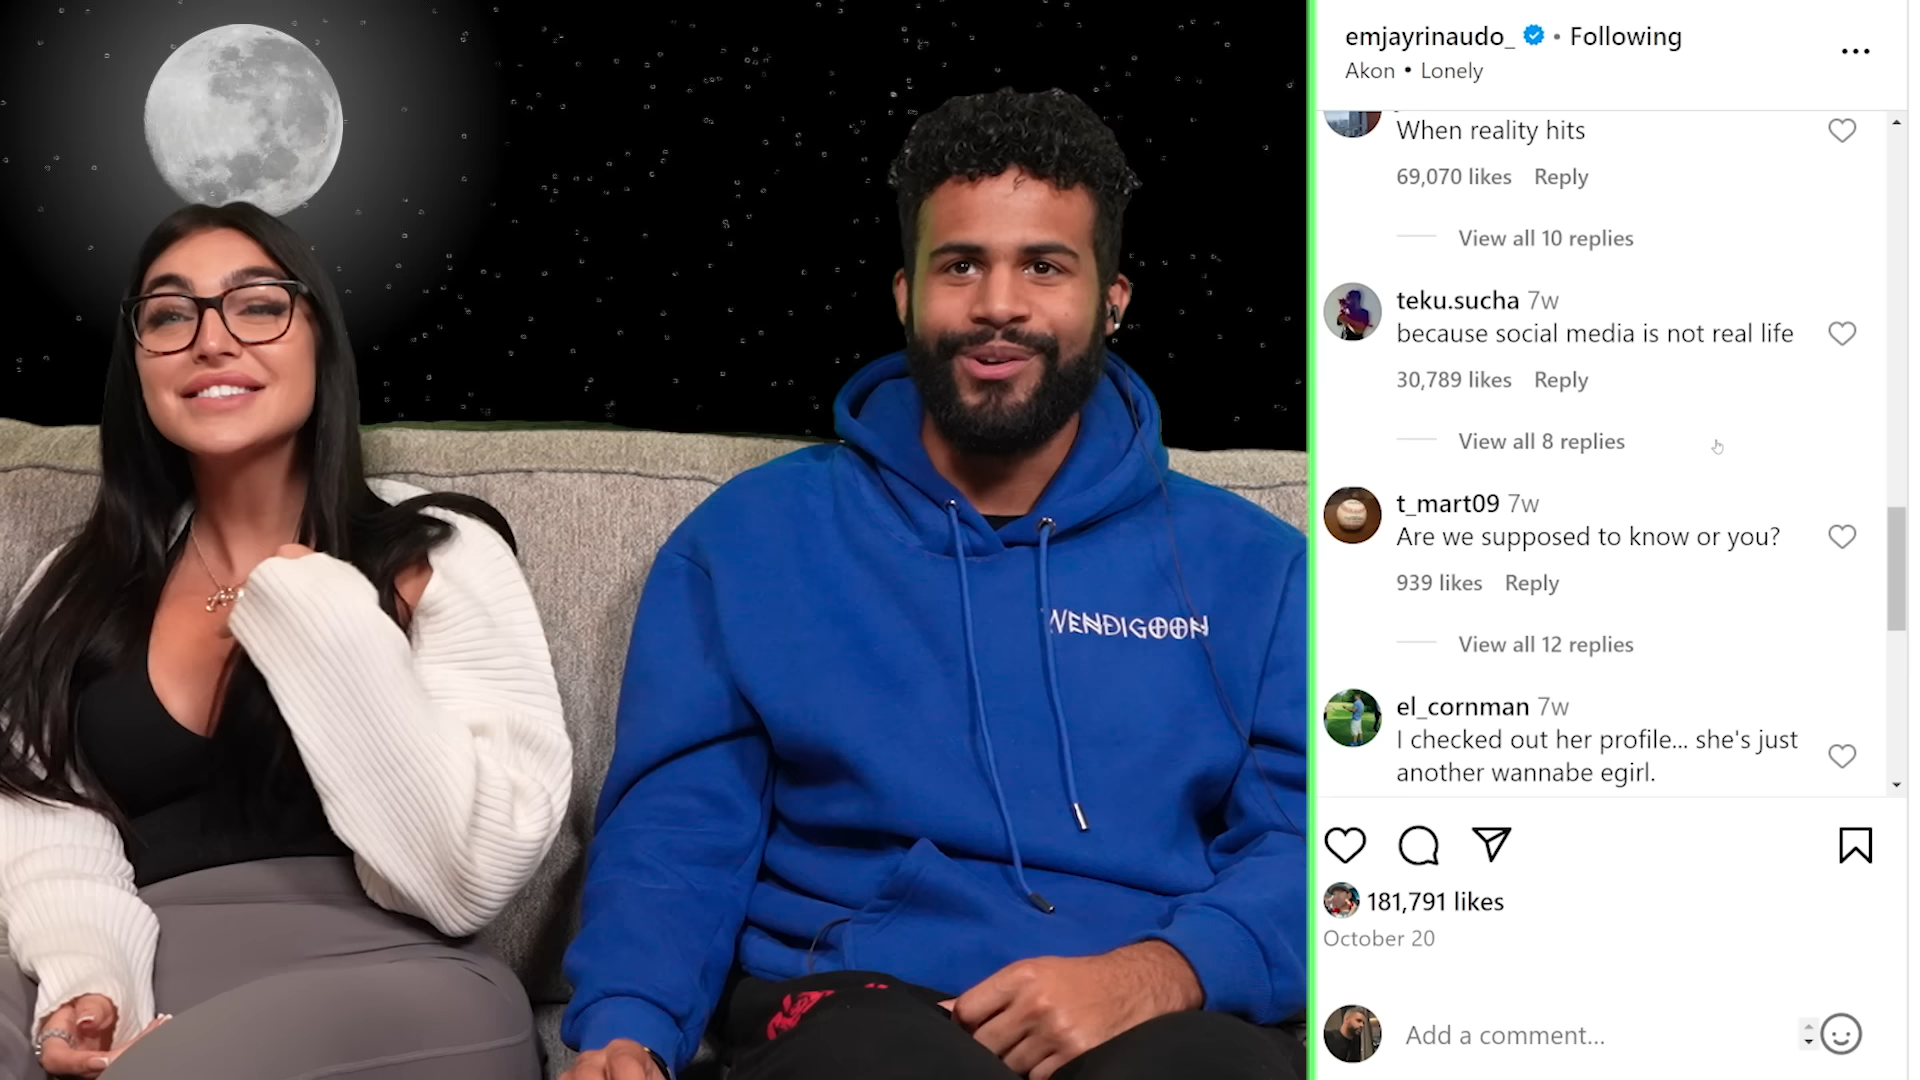 emjayrinaudo_ • Following
Akon • Lonely
When reality hits
69,070 likes Reply
View all 10 replies
teku.sucha 7w
because social media is not real life
30,789 likes Reply
View all 8 replies
t_mart09 7w
Are we supposed to know or you?
939 likes Reply
View all 12 replies
el_cornman 7w
I checked out her profile... she's just
another wannabe egirl.
181,791 likes
October 20
Add a comment...
WENDIGOON